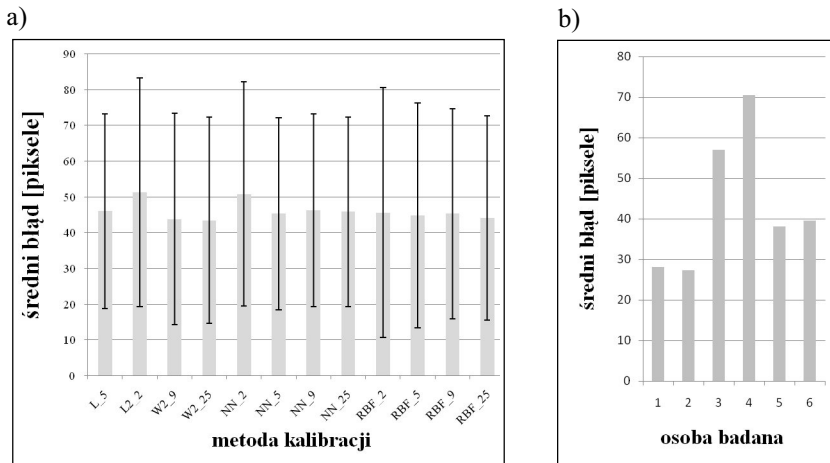 a)
średni błąd [piksele]
90
80
70
60
50
40
30
20
10
0
L_5
L2_2
W2_9
W2_25
NN_2
NN_5
NN_9
NN_25
RBF_2
RBF_5
RBF_9
RBF_25
metoda kalibracji
b)
średni błąd [piksele]
80
70
60
50
40
30
20
10
0
1 2 3 4 5 6
osoba badana